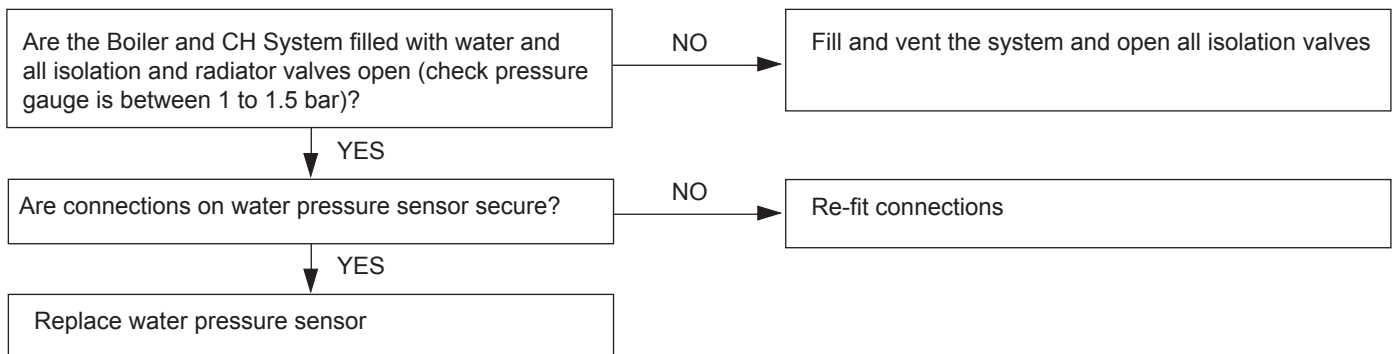 Are the Boiler and CH System filled with water and
all isolation and radiator valves open (check pressure
gauge is between 1 to 1.5 bar)?
NO
Fill and vent the system and open all isolation valves
YES
Are connections on water pressure sensor secure?
NO
Re-fit connections
YES
Replace water pressure sensor